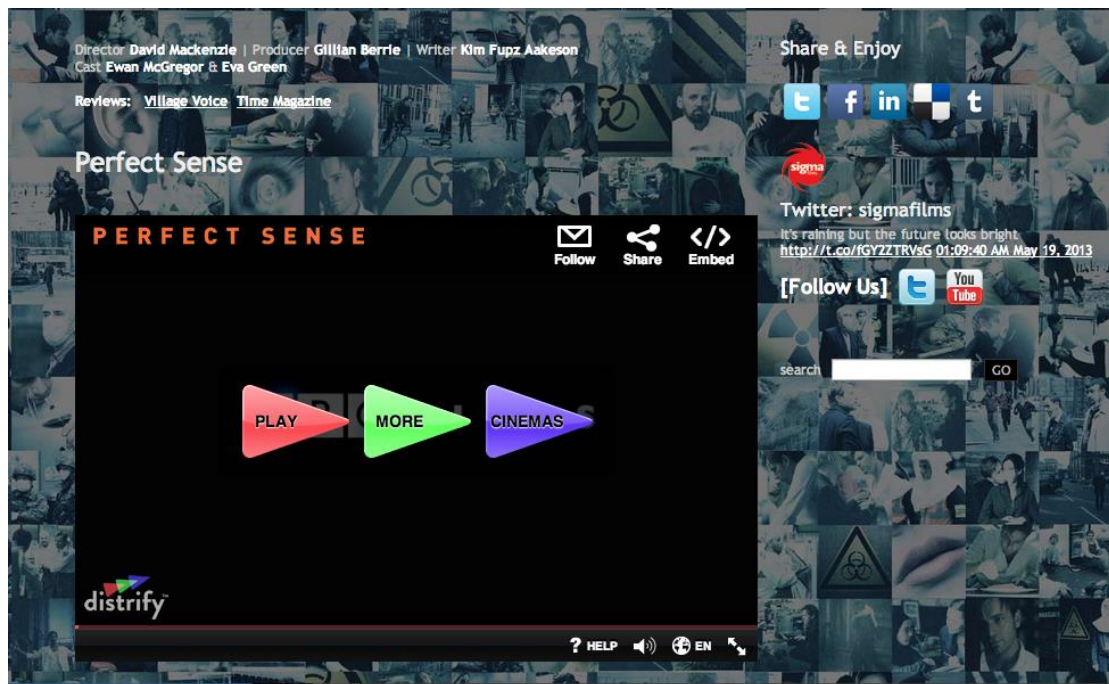 Director David Mackenzie | Producer Gillian Berrie | Writer Kim Fupz Aakeson
Cast Ewan McGregor & Eva Green
Reviews: Village Voice Time Magazine
Perfect Sense
PERFECT SENSE
Follow Share Embed
PLAY MORE CINEMAS
distrify™
? HELP EN
Share & Enjoy
t f in t
sigma
Twitter: sigmafilms
It's raining but the future looks bright
http://t.co/fGY2ZTRVsG 01:09:40 AM May 19, 2013
[Follow Us] t You Tube
search GO